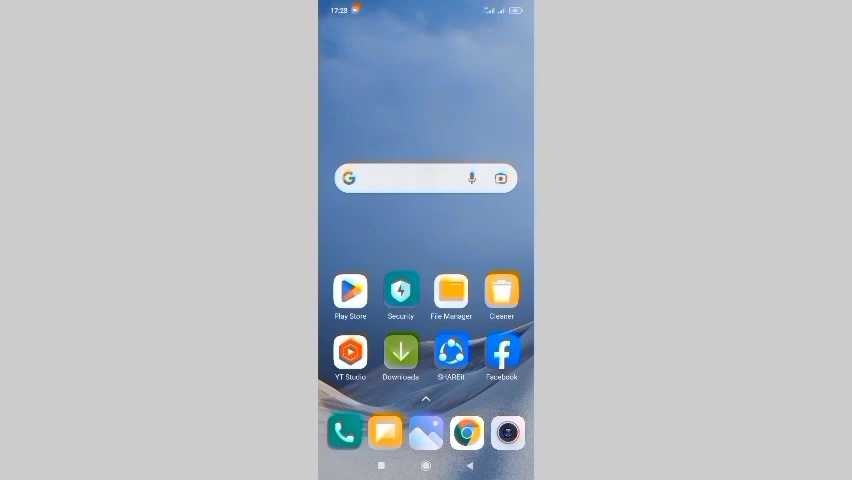 17:28
Play Store Security File Manager Cleaner
YT Studio Downloads SHAREit Facebook